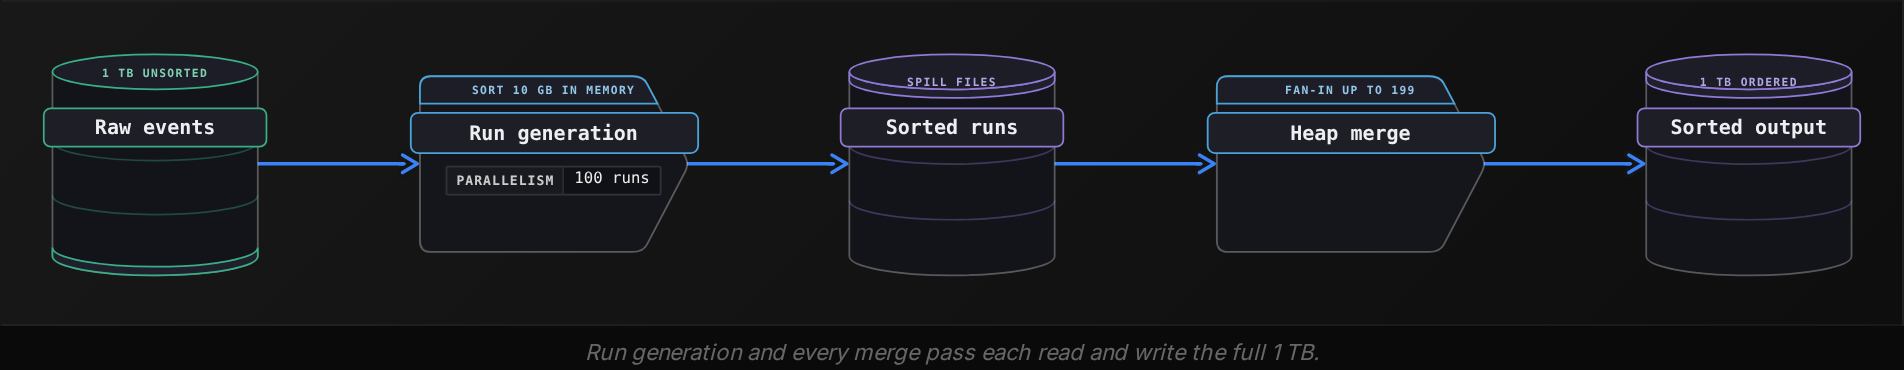 1 TB UNSORTED
Raw events
SORT 10 GB IN MEMORY
Run generation
PARALLELISM 100 runs
SPILL FILES
Sorted runs
FAN-IN UP TO 199
Heap merge
1 TB ORDERED
Sorted output
Run generation and every merge pass each read and write the full 1 TB.